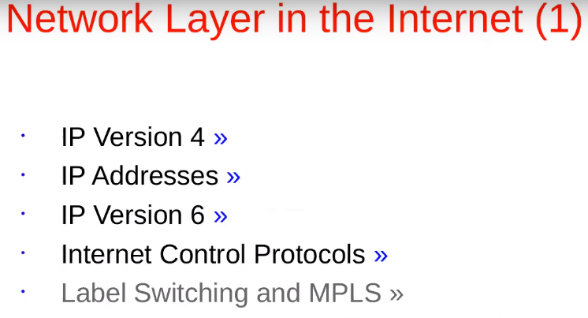 Network Layer in the Internet (1)
· IP Version 4 »
· IP Addresses »
· IP Version 6 »
· Internet Control Protocols »
· Label Switching and MPLS »